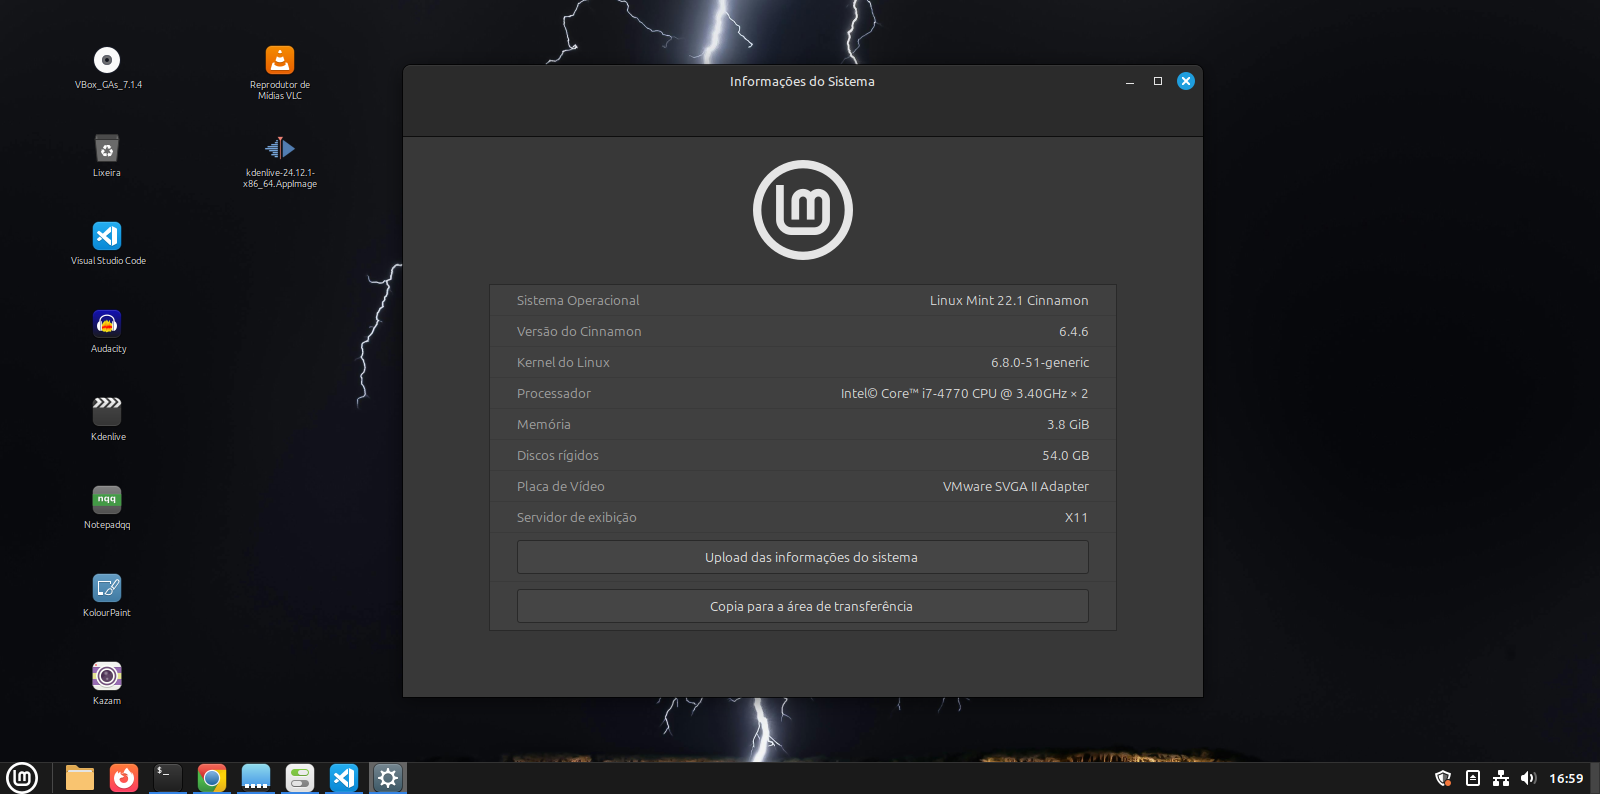 VBox_GAs_7.1.4
Reprodutor de
Mídias VLC
Lixeira
kdenlive-24.12.1-
x86_64.AppImage
Visual Studio Code
Audacity
Kdenlive
nqq
Notepadqq
KolourPaint
Kazam
Informações do Sistema
Sistema Operacional
Linux Mint 22.1 Cinnamon
Versão do Cinnamon
6.4.6
Kernel do Linux
6.8.0-51-generic
Processador
Intel© Core™ i7-4770 CPU @ 3.40GHz × 2
Memória
3.8 GiB
Discos rígidos
54.0 GB
Placa de Vídeo
VMware SVGA II Adapter
Servidor de exibição
X11
Upload das informações do sistema
Copia para a área de transferência
$_
16:59